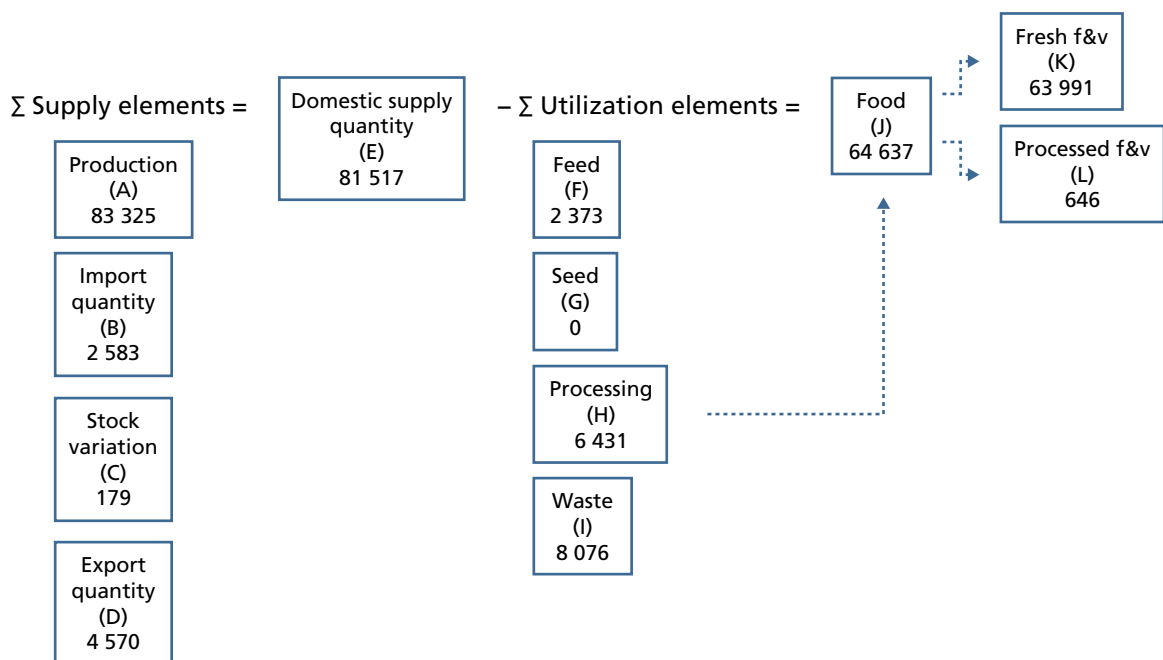 ∑ Supply elements =
Production
(A)
83 325
Import
quantity
(B)
2 583
Stock
variation
(C)
179
Export
quantity
(D)
4 570
Domestic supply
quantity
(E)
81 517
– ∑ Utilization elements =
Feed
(F)
2 373
Seed
(G)
0
Processing
(H)
6 431
Waste
(I)
8 076
Food
(J)
64 637
Fresh f&v
(K)
63 991
Processed f&v
(L)
646